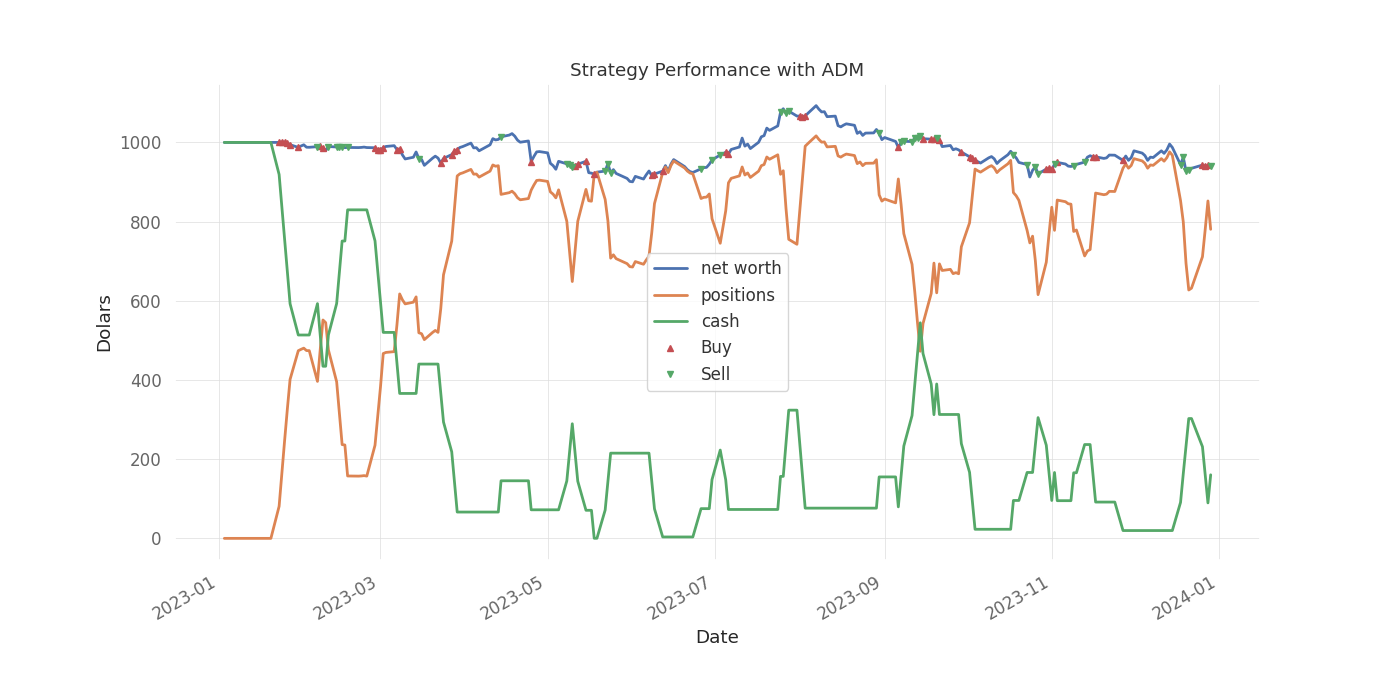 Strategy Performance with ADM
Dolars
1000
800
600
400
200
0
net worth
positions
cash
Buy
Sell
2023-01
2023-03
2023-05
2023-07
2023-09
2023-11
2024-01
Date